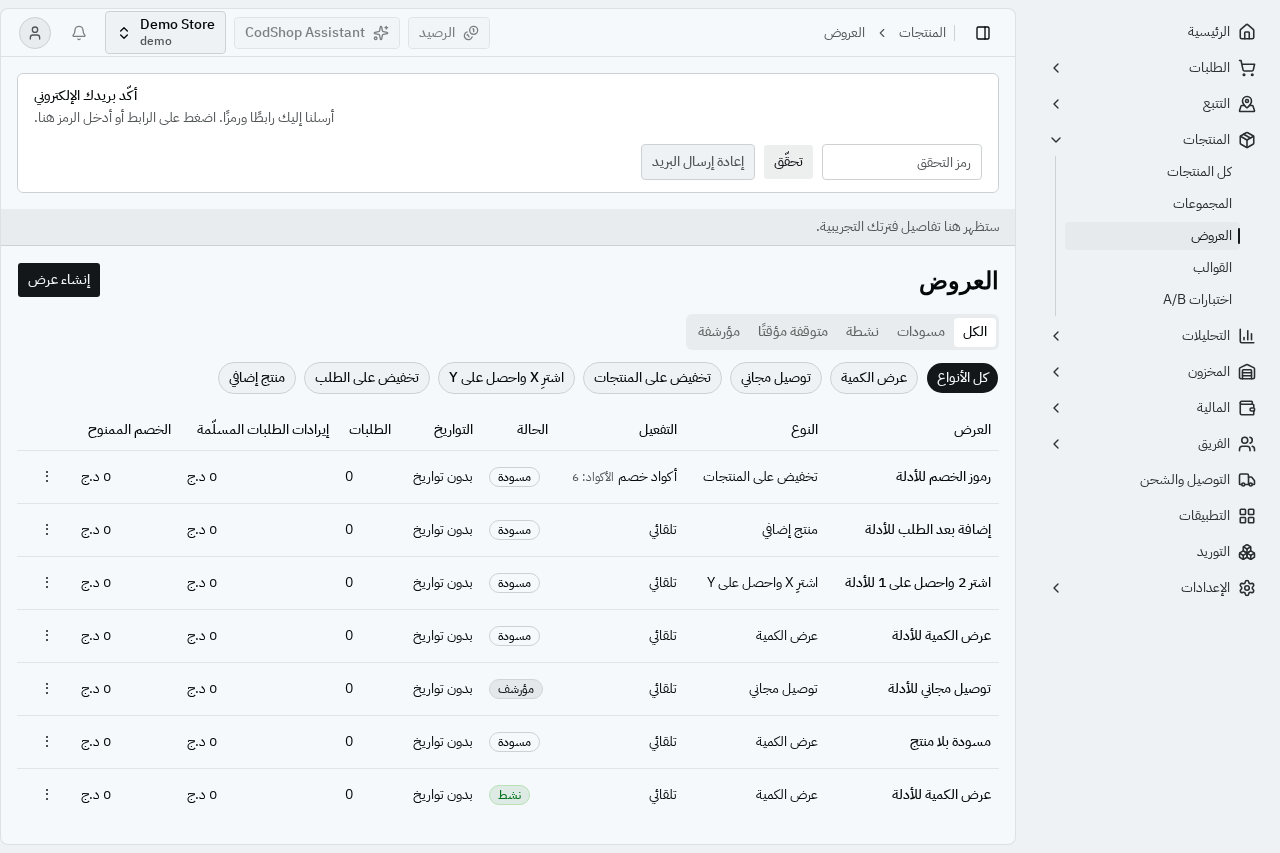 الرئيسية
الطلبات
التتبع
المنتجات
كل المنتجات
المجموعات
العروض
القوالب
اختبارات A/B
التحليلات
المخزون
المالية
الفريق
التوصيل والشحن
التطبيقات
التوريد
الإعدادات
المنتجات
العروض
الرصيد
CodShop Assistant
Demo Store
demo
أكّد بريدك الإلكتروني
أرسلنا إليك رابطًا ورمزًا. اضغط على الرابط أو أدخل الرمز هنا.
رمز التحقق
تحقّق
إعادة إرسال البريد
ستظهر هنا تفاصيل فترتك التجريبية.
العروض
إنشاء عرض
الكل مسودات نشطة متوقفة مؤقتًا مؤرشفة
كل الأنواع عرض الكمية توصيل مجاني تخفيض على المنتجات اشترِ X واحصل على Y تخفيض على الطلب منتج إضافي
العرض النوع التفعيل الحالة التواريخ الطلبات إيرادات الطلبات المسلّمة الخصم الممنوح
رموز الخصم للأدلة تخفيض على المنتجات أكواد خصم الأكواد: 6 مسودة بدون تواريخ 0 0 د.ج 0 د.ج
إضافة بعد الطلب للأدلة منتج إضافي تلقائي مسودة بدون تواريخ 0 0 د.ج 0 د.ج
اشتر 2 واحصل على 1 للأدلة اشترِ X واحصل على Y تلقائي مسودة بدون تواريخ 0 0 د.ج 0 د.ج
عرض الكمية للأدلة عرض الكمية تلقائي مسودة بدون تواريخ 0 0 د.ج 0 د.ج
توصيل مجاني للأدلة توصيل مجاني تلقائي مؤرشف بدون تواريخ 0 0 د.ج 0 د.ج
مسودة بلا منتج عرض الكمية تلقائي مسودة بدون تواريخ 0 0 د.ج 0 د.ج
عرض الكمية للأدلة عرض الكمية تلقائي نشط بدون تواريخ 0 0 د.ج 0 د.ج